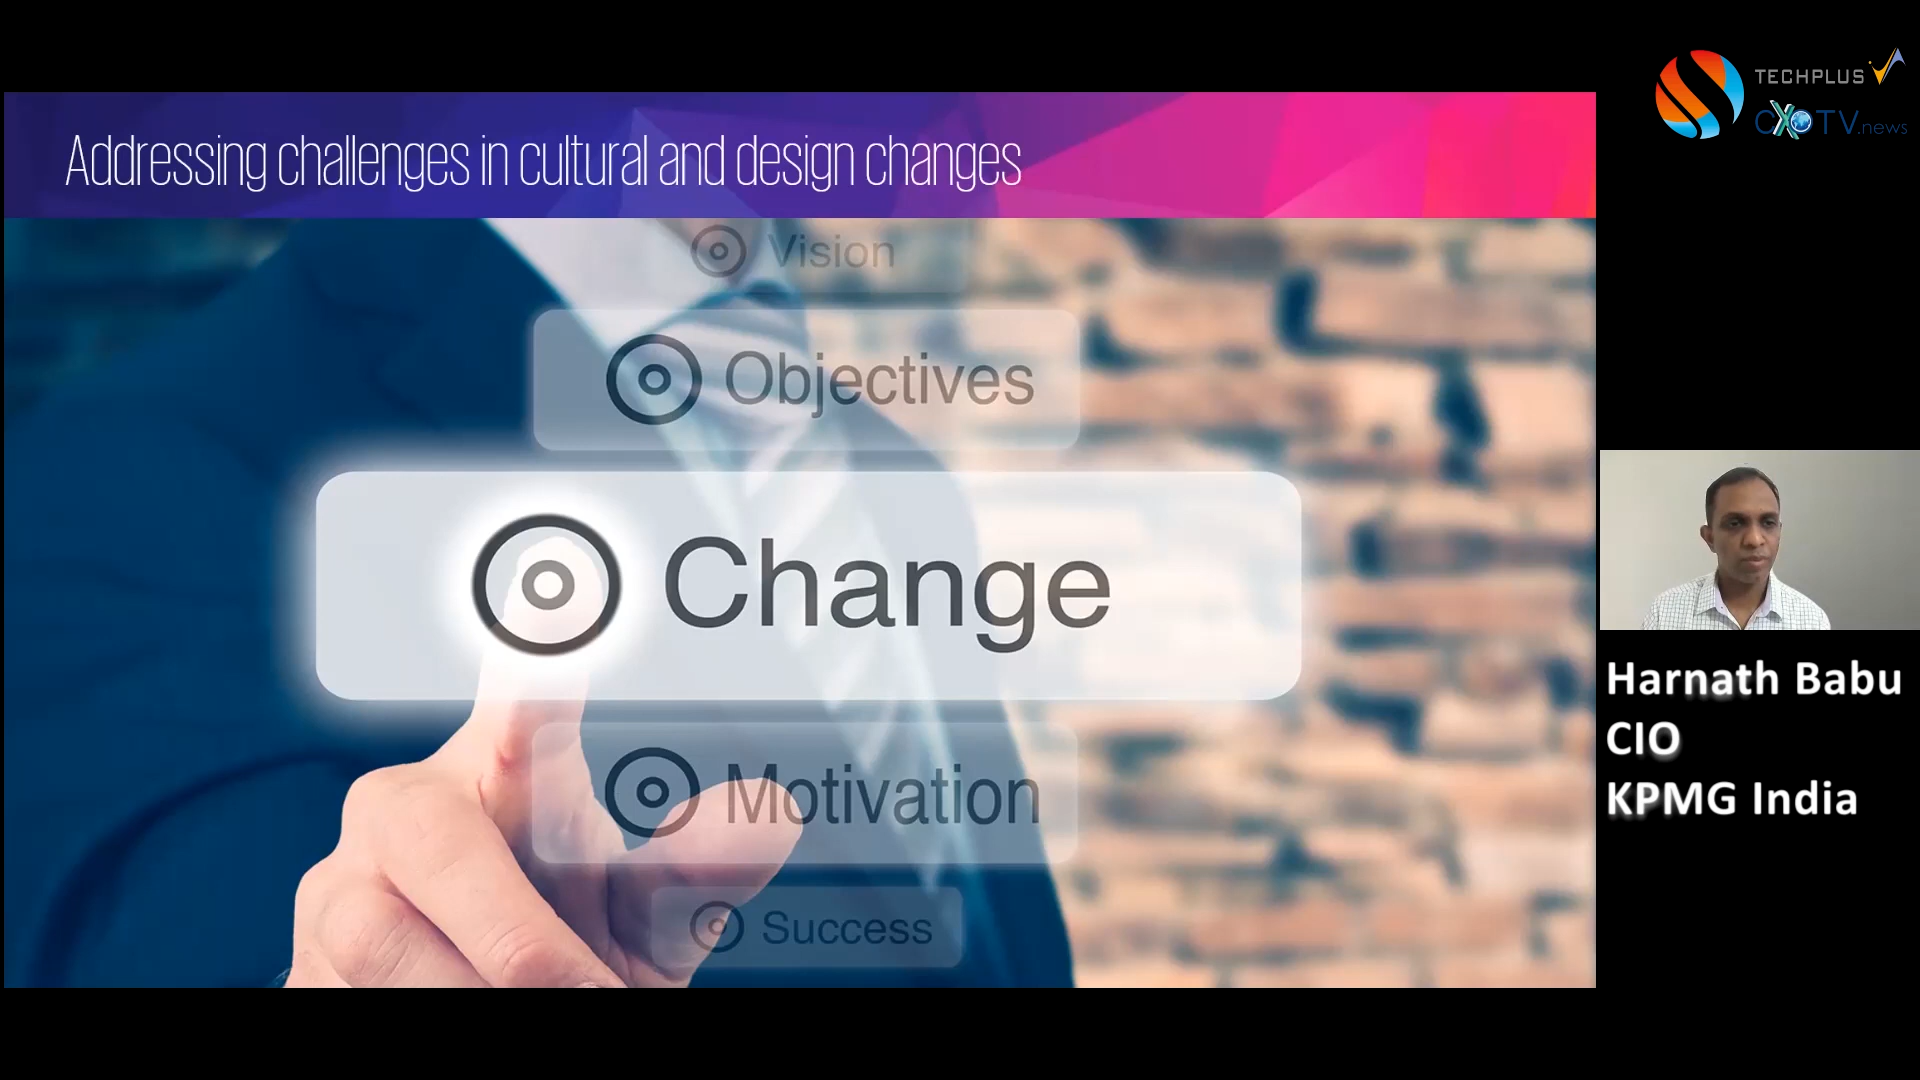 TECHPLUS
CXOTV.news
Addressing challenges in cultural and design changes
Vision
Objectives
Change
Motivation
Success
Harnath Babu
CIO
KPMG India